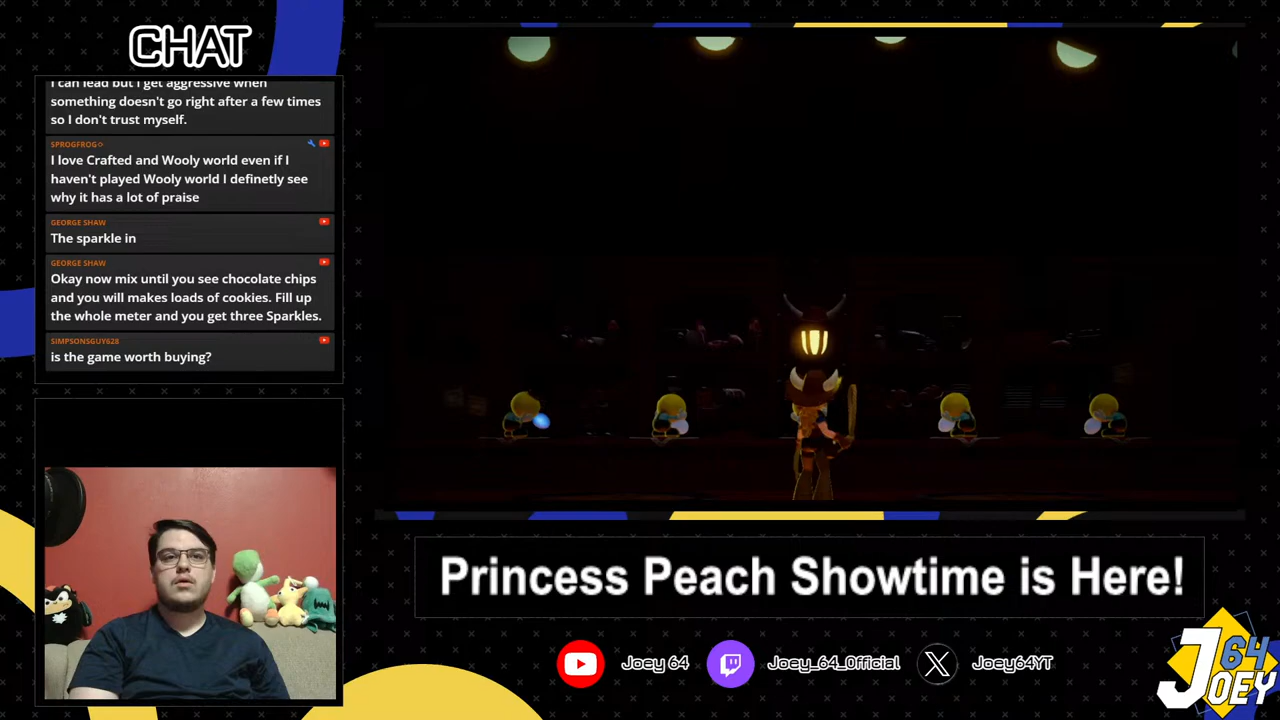 CHAT
I can lead but I get aggressive when
something doesn't go right after a few times
so I don't trust myself.
SPROGFROG
I love Crafted and Wooly world even if I
haven't played Wooly world I definetly see
why it has a lot of praise
GEORGE SHAW
The sparkle in
GEORGE SHAW
Okay now mix until you see chocolate chips
and you will makes loads of cookies. Fill up
the whole meter and you get three Sparkles.
SIMPSONSGUY628
is the game worth buying?
Princess Peach Showtime is Here!
Joey 64
Joey_64_Official
Joey64YT
64
JOEY